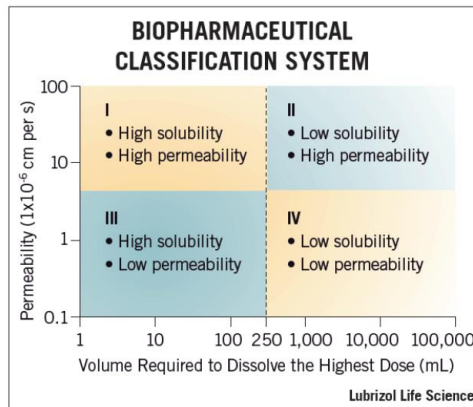 BIOPHARMACEUTICAL
CLASSIFICATION SYSTEM
Permeability (1x10⁻⁶ cm per s)
100
10
1
0.1
I
• High solubility
• High permeability
II
• Low solubility
• High permeability
III
• High solubility
• Low permeability
IV
• Low solubility
• Low permeability
1 10 100 250 1,000 10,000 100,000
Volume Required to Dissolve the Highest Dose (mL)
Lubrizol Life Science